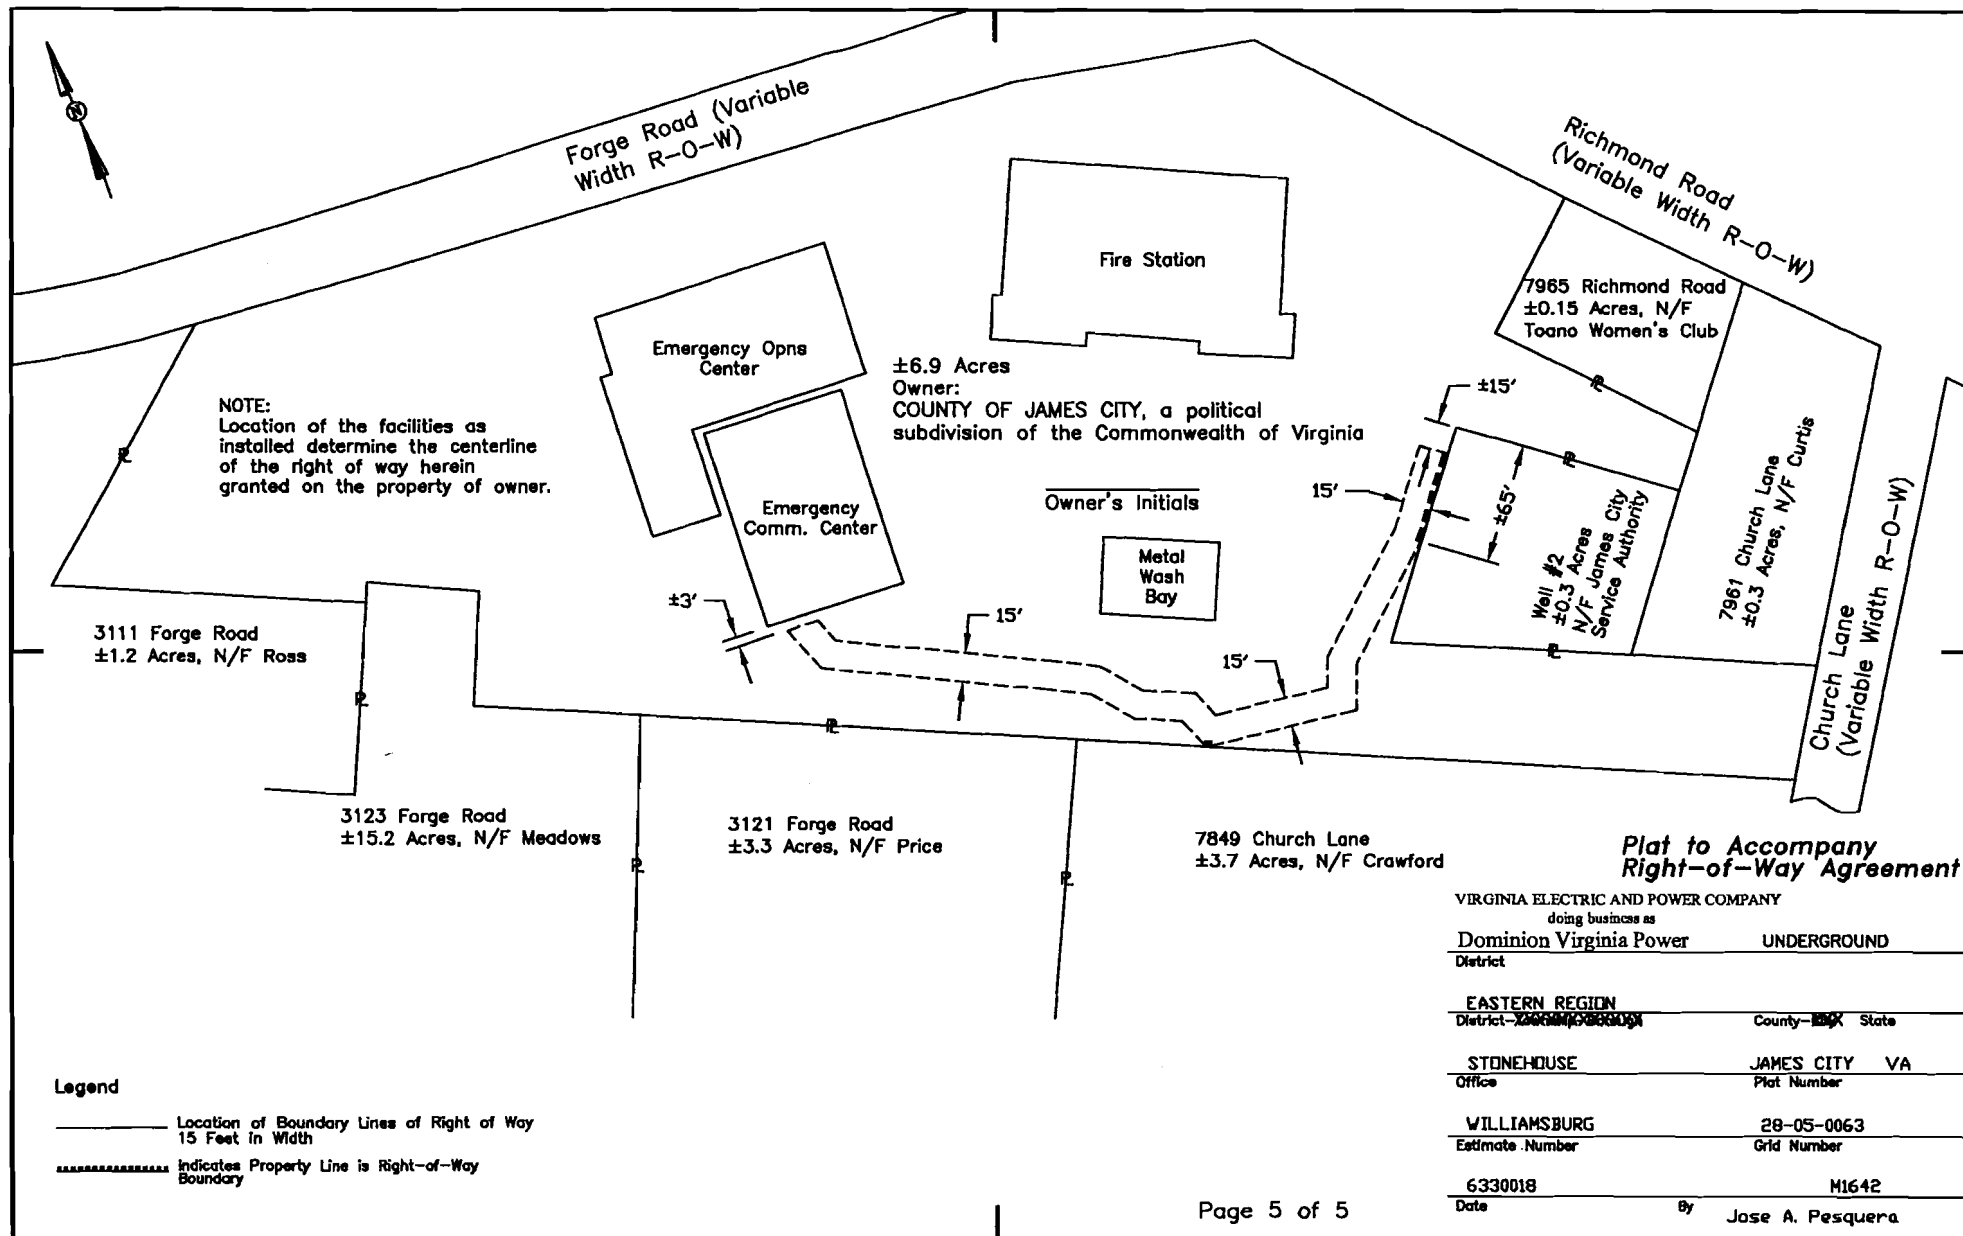 N
Forge Road (Variable
Width R-O-W)
Richmond Road
(Variable Width R-O-W)
Fire Station
7965 Richmond Road
±0.15 Acres, N/F
Toano Women's Club
Emergency Opns
Center
±6.9 Acres
Owner:
COUNTY OF JAMES CITY, a political
subdivision of the Commonwealth of Virginia
±15'
NOTE:
Location of the facilities as
installed determine the centerline
of the right of way herein
granted on the property of owner.
Emergency
Comm. Center
Owner's Initials
15'
±65'
Metal
Wash
Bay
Well #2
±0.3 Acres
N/F James City
Service Authority
7961 Church Lane
±0.3 Acres, N/F Curtis
Church Lane
(Variable Width R-O-W)
±3'
15'
15'
3111 Forge Road
±1.2 Acres, N/F Ross
3123 Forge Road
±15.2 Acres, N/F Meadows
3121 Forge Road
±3.3 Acres, N/F Price
7849 Church Lane
±3.7 Acres, N/F Crawford
Plat to Accompany
Right-of-Way Agreement
VIRGINIA ELECTRIC AND POWER COMPANY
doing business as
Dominion Virginia Power UNDERGROUND
District
EASTERN REGION
District- County- State
STONEHOUSE JAMES CITY VA
Office Plat Number
WILLIAMSBURG 28-05-0063
Estimate Number Grid Number
6330018 M1642
Date By Jose A. Pesquera
Legend
Location of Boundary Lines of Right of Way
15 Feet in Width
Indicates Property Line is Right-of-Way
Boundary
Page 5 of 5